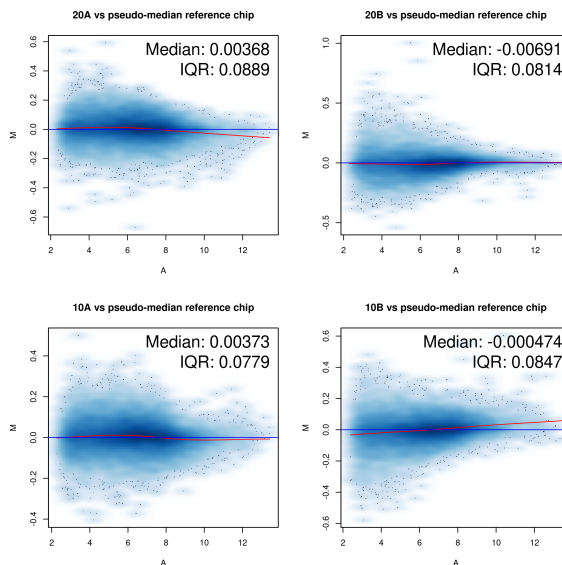 20A vs pseudo-median reference chip
Median: 0.00368
IQR: 0.0889
M
0.6
0.4
0.2
0.0
-0.2
-0.4
-0.6
2 4 6 8 10 12
A
20B vs pseudo-median reference chip
Median: -0.00691
IQR: 0.0814
M
1.0
0.5
0.0
-0.5
2 4 6 8 10 12
A
10A vs pseudo-median reference chip
Median: 0.00373
IQR: 0.0779
M
0.4
0.2
0.0
-0.2
-0.4
2 4 6 8 10 12
A
10B vs pseudo-median reference chip
Median: -0.000474
IQR: 0.0847
M
0.6
0.4
0.2
0.0
-0.2
-0.4
-0.6
2 4 6 8 10 12
A